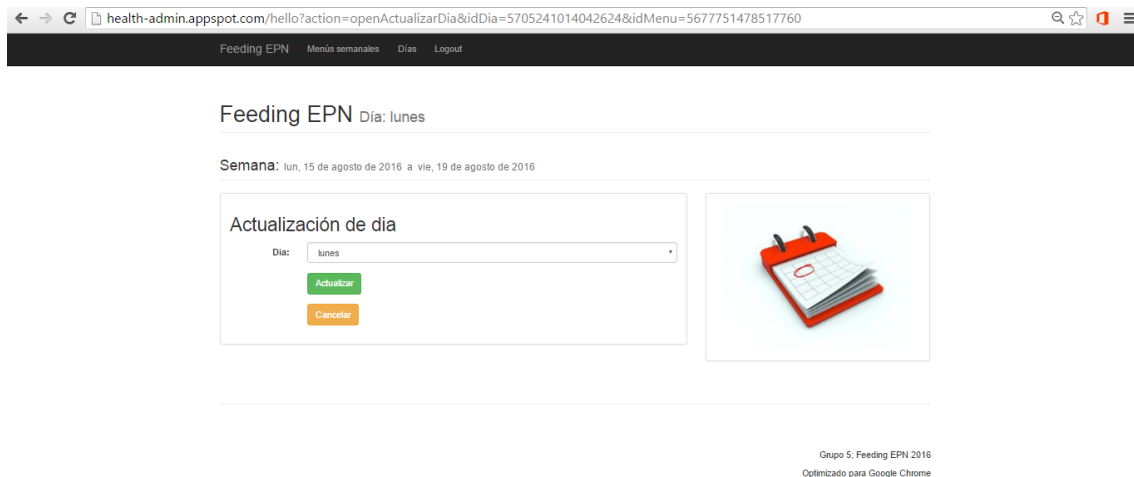 health-admin.appspot.com/hello?action=openActualizarDia&idDia=5705241014042624&idMenu=5677751478517760
Feeding EPN Menús semanales Días Logout
Feeding EPN Día: lunes
Semana: lun, 15 de agosto de 2016 a vie, 19 de agosto de 2016
Actualización de dia
Dia: lunes
Actualizar
Cancelar
Grupo 5; Feeding EPN 2016
Optimizado para Google Chrome